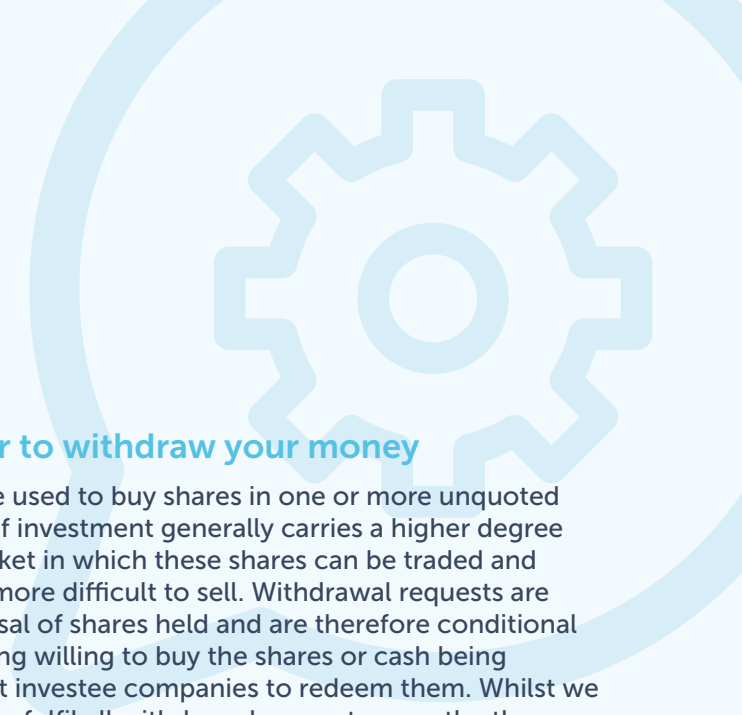 r to withdraw your money
e used to buy shares in one or more unquoted
f investment generally carries a higher degree
ket in which these shares can be traded and
more difficult to sell. Withdrawal requests are
sal of shares held and are therefore conditional
ng willing to buy the shares or cash being
t investee companies to redeem them. Whilst we